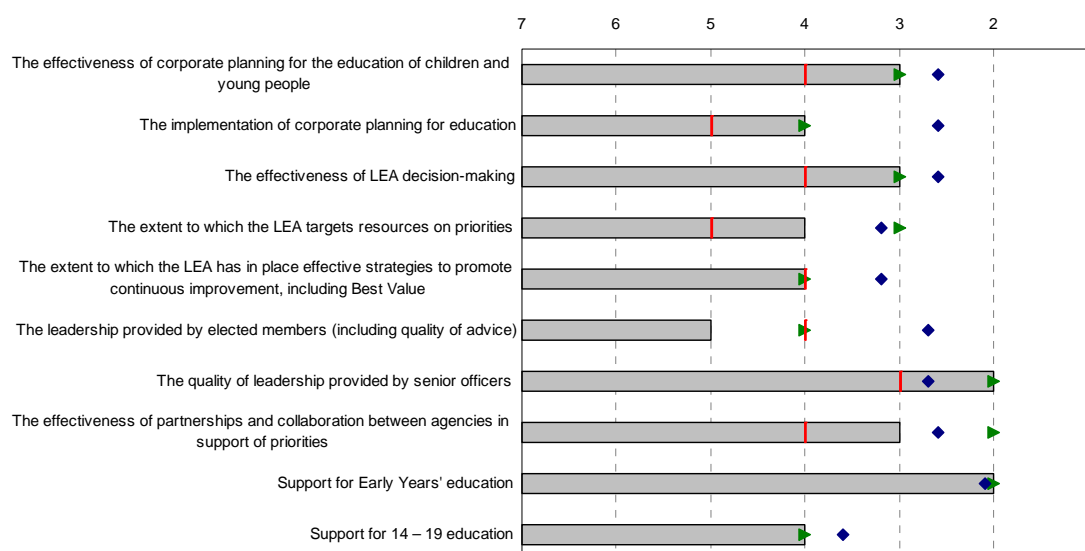 7 6 5 4 3 2
The effectiveness of corporate planning for the education of children and
young people
The implementation of corporate planning for education
The effectiveness of LEA decision-making
The extent to which the LEA targets resources on priorities
The extent to which the LEA has in place effective strategies to promote
continuous improvement, including Best Value
The leadership provided by elected members (including quality of advice)
The quality of leadership provided by senior officers
The effectiveness of partnerships and collaboration between agencies in
support of priorities
Support for Early Years' education
Support for 14 – 19 education